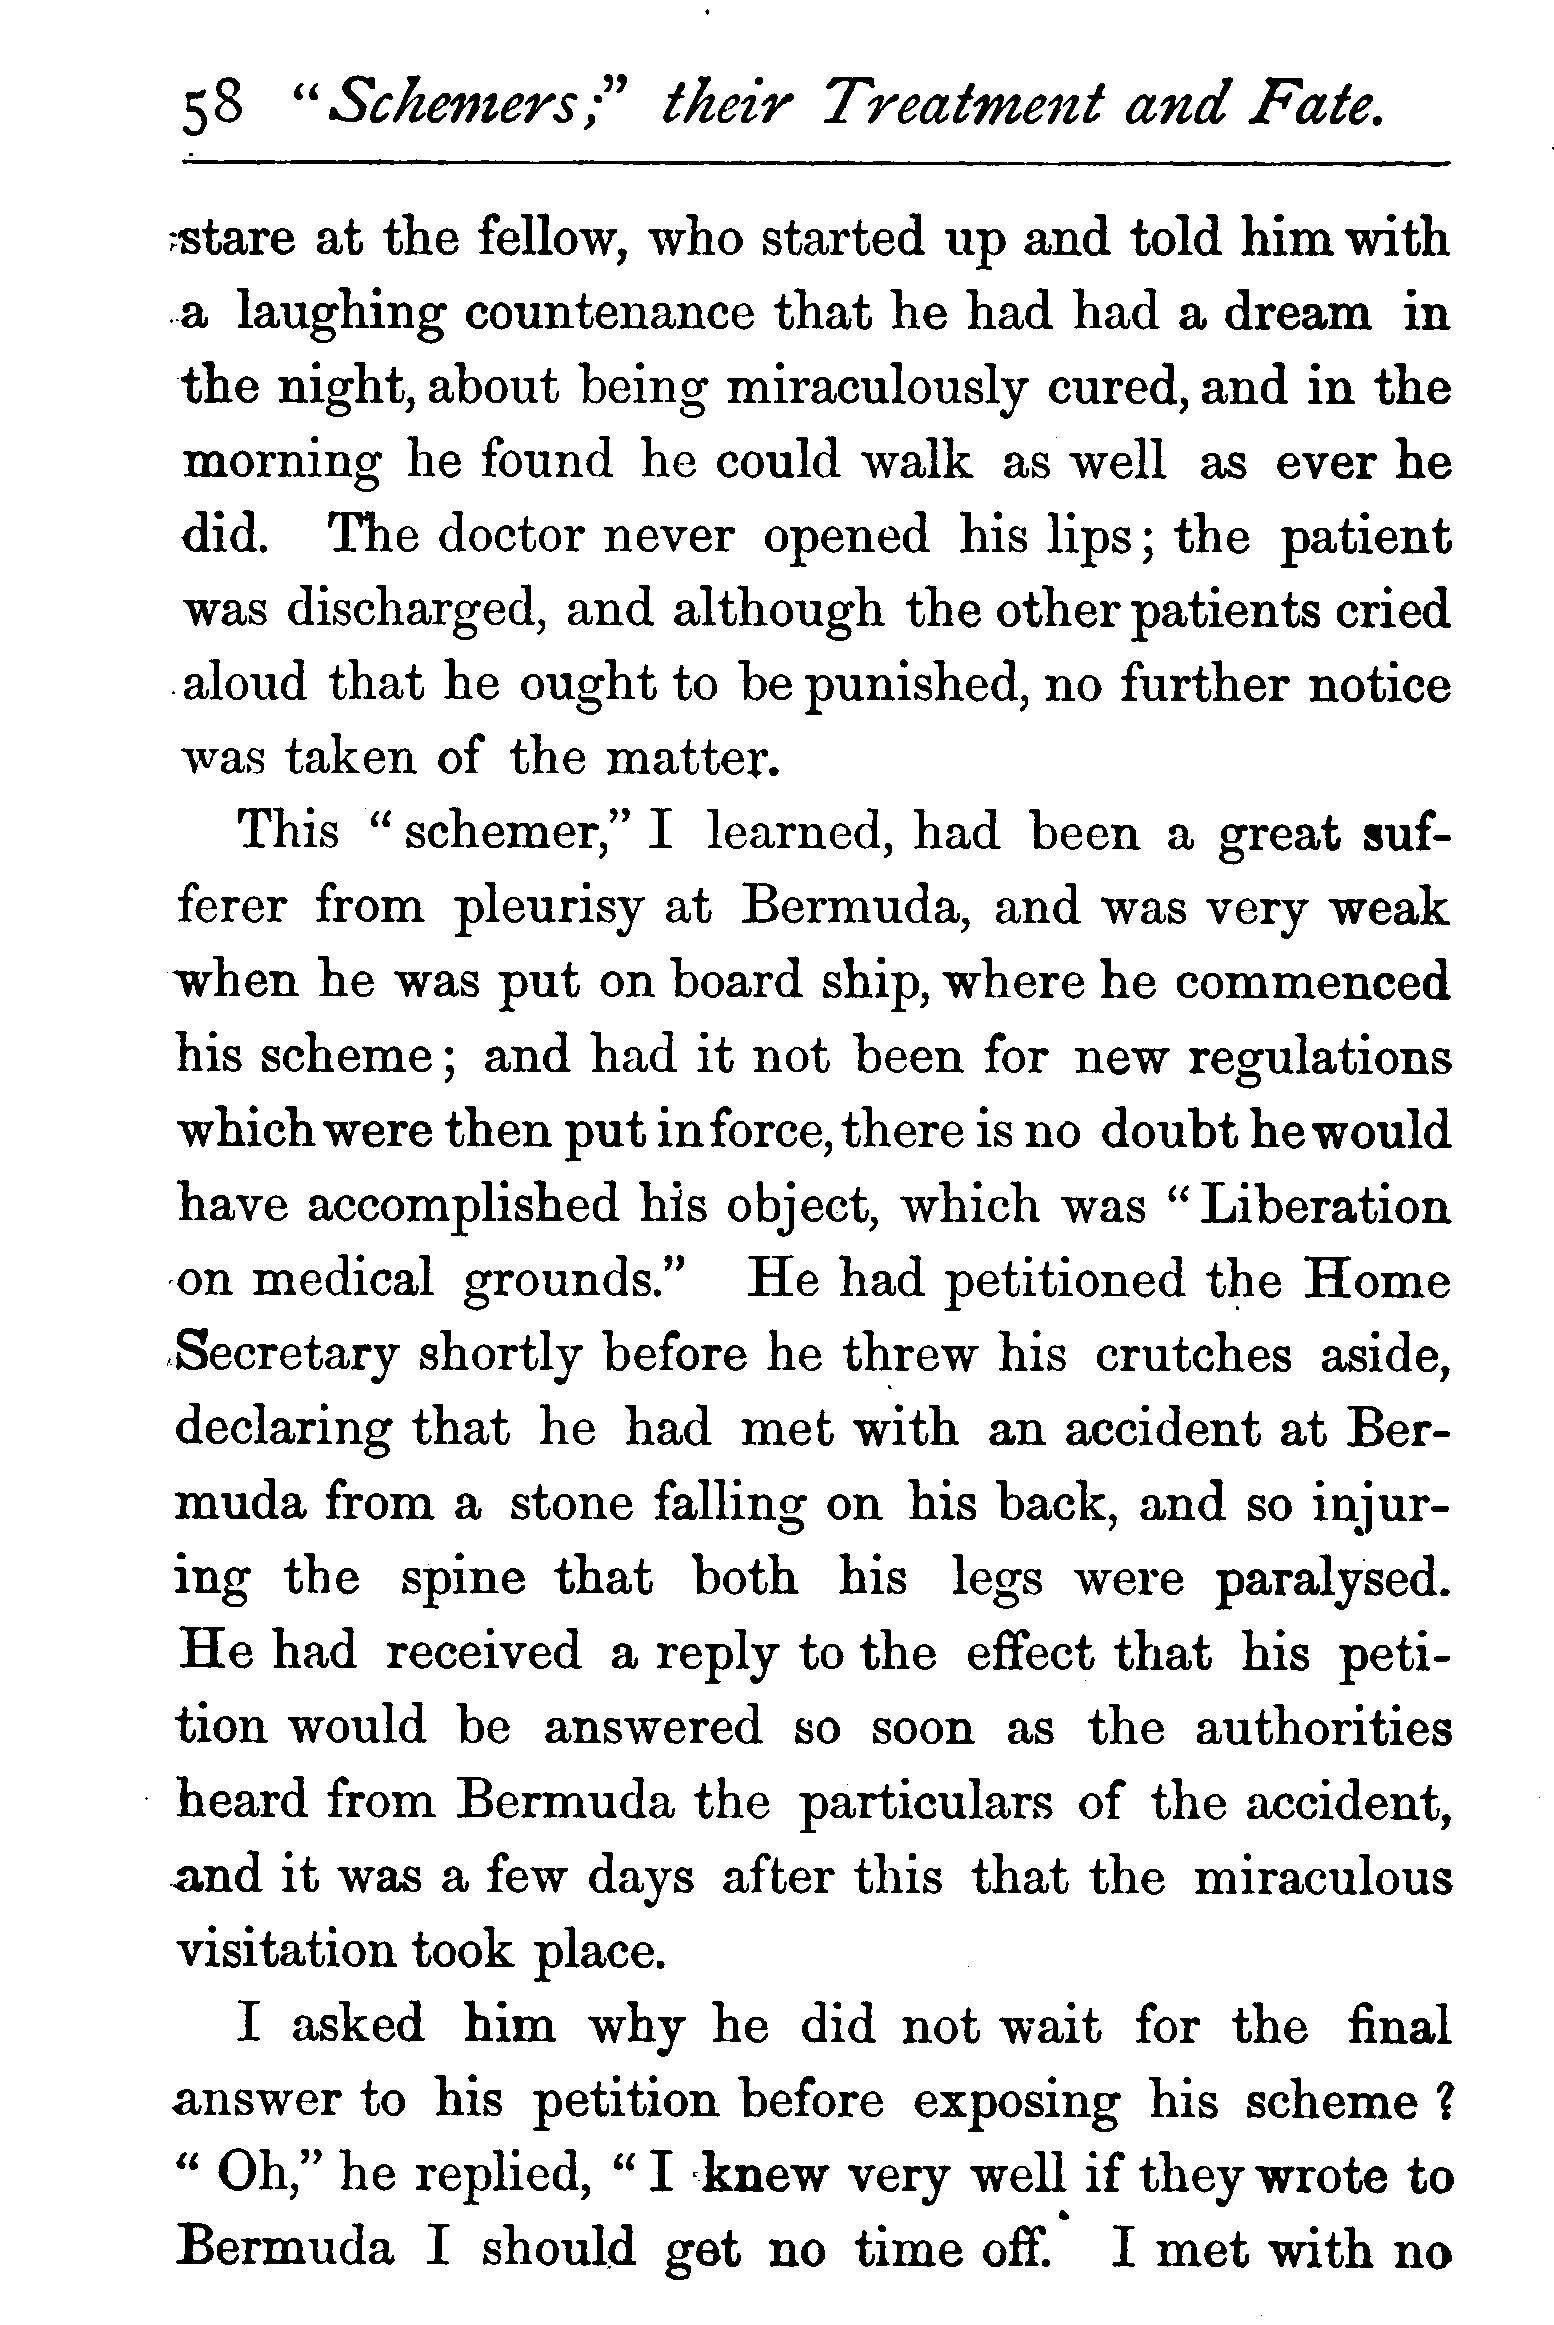 58 "Schemers;" their Treatment and Fate.
stare at the fellow, who started up and told him with
a laughing countenance that he had had a dream in
the night, about being miraculously cured, and in the
morning he found he could walk as well as ever he
did. The doctor never opened his lips; the patient
was discharged, and although the other patients cried
aloud that he ought to be punished, no further notice
was taken of the matter.
This "schemer," I learned, had been a great suf-
ferer from pleurisy at Bermuda, and was very weak
when he was put on board ship, where he commenced
his scheme; and had it not been for new regulations
which were then put in force, there is no doubt he would
have accomplished his object, which was "Liberation
on medical grounds." He had petitioned the Home
Secretary shortly before he threw his crutches aside,
declaring that he had met with an accident at Ber-
muda from a stone falling on his back, and so injur-
ing the spine that both his legs were paralysed.
He had received a reply to the effect that his peti-
tion would be answered so soon as the authorities
heard from Bermuda the particulars of the accident,
and it was a few days after this that the miraculous
visitation took place.
I asked him why he did not wait for the final
answer to his petition before exposing his scheme?
"Oh," he replied, "I knew very well if they wrote to
Bermuda I should get no time off. I met with no